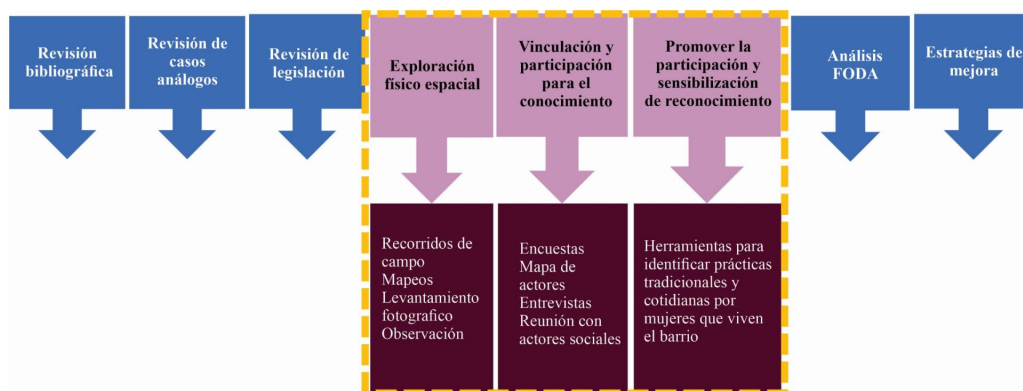 Revisión
bibliográfica
Revisión de
casos
análogos
Revisión de
legislación
Exploración
físico espacial
Vinculación y
participación
para el
conocimiento
Promover la
participación y
sensibilización
de reconocimiento
Análisis
FODA
Estrategias de
mejora
Recorridos de
campo
Mapeos
Levantamiento
fotografico
Observación
Encuestas
Mapa de
actores
Entrevistas
Reunión con
actores sociales
Herramientas para
identificar prácticas
tradicionales y
cotidianas por
mujeres que viven
el barrio